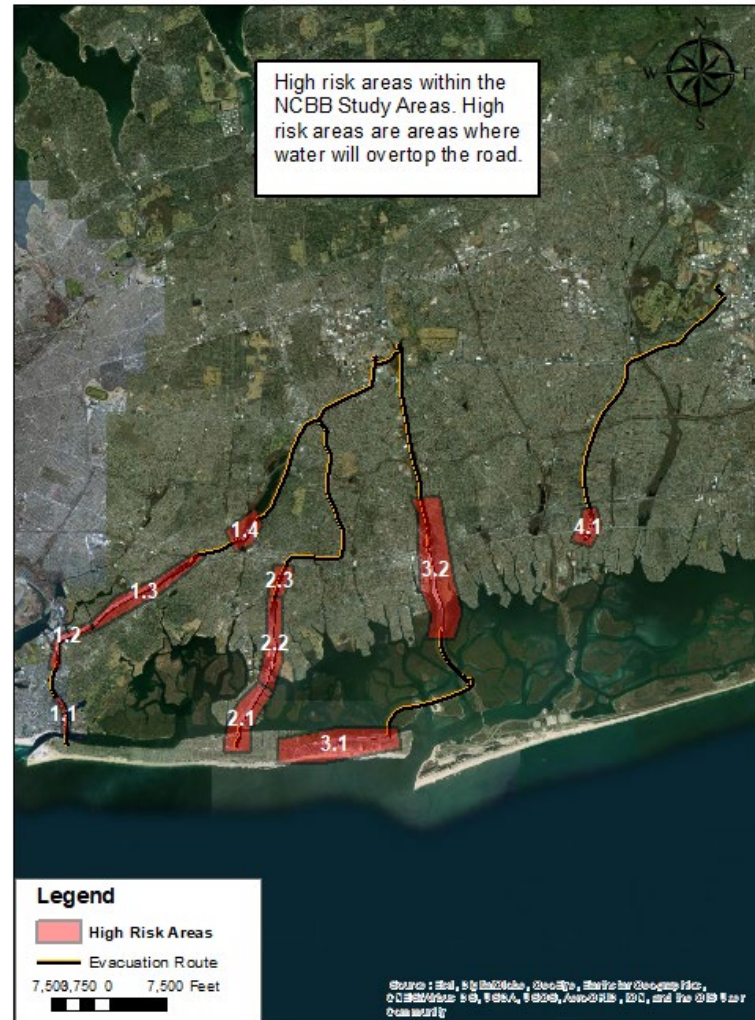 N
W
S
High risk areas within the
NCBB Study Areas. High
risk areas are areas where
water will overtop the road.
1.4
4.1
3.2
1.3
2.3
1.2
2.2
1.1
2.1
3.1
Legend
High Risk Areas
Evacuation Route
0 7,500 Feet
Community